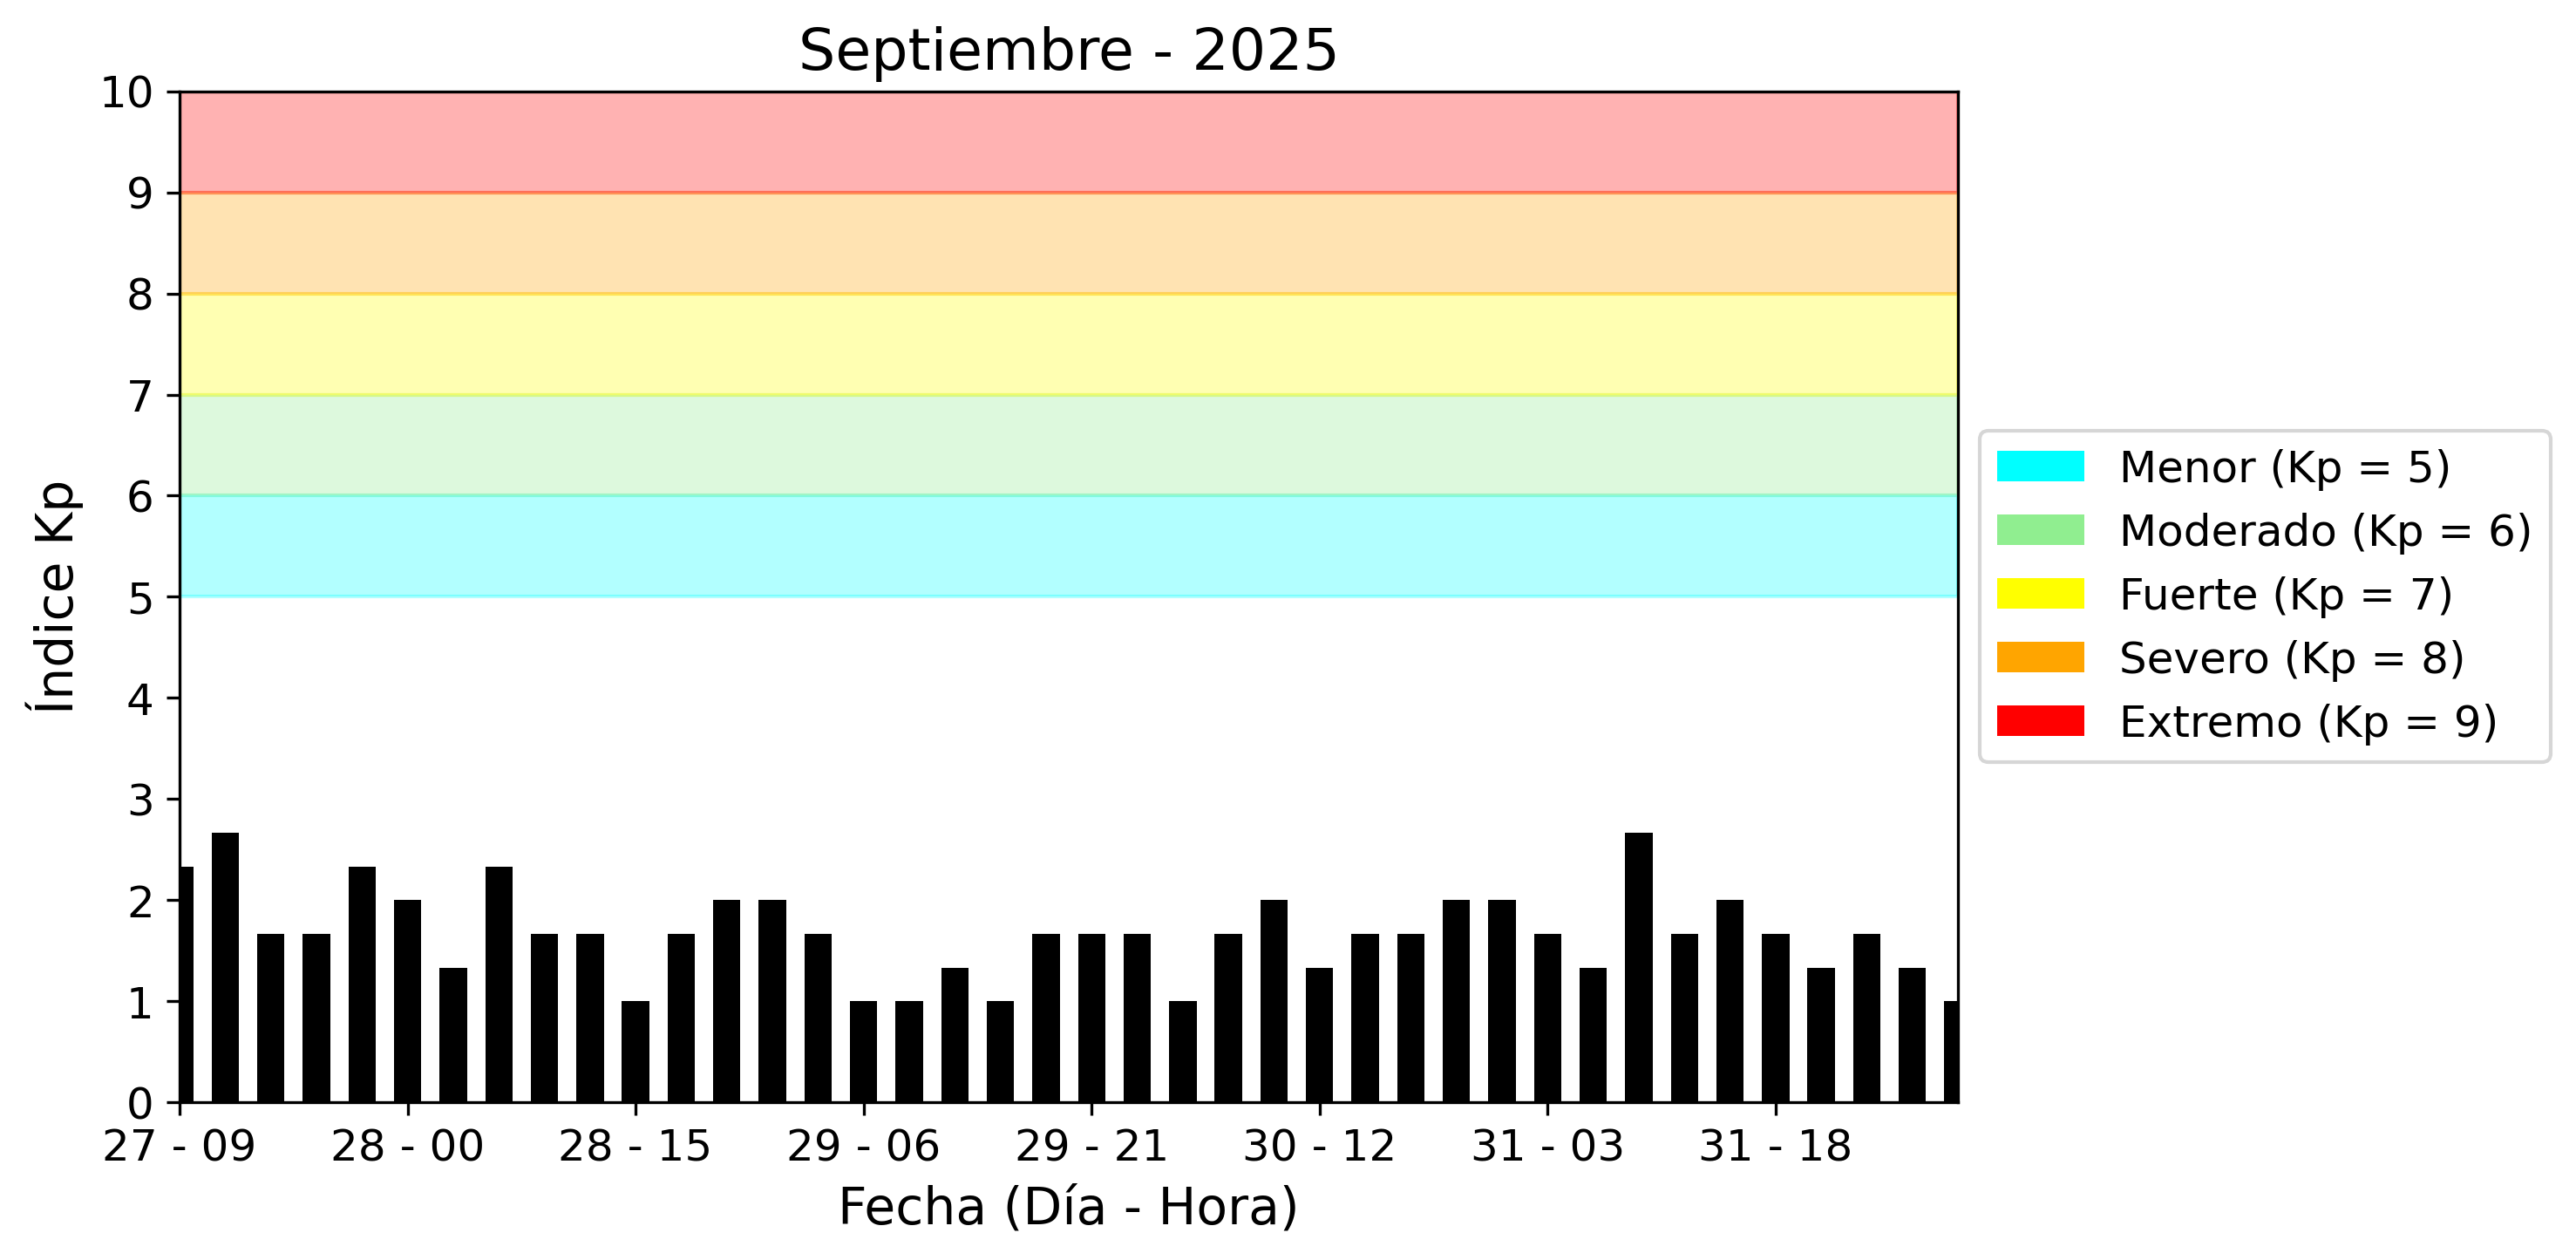 Septiembre - 2025
10
9
8
7
6
5
4
3
2
1
0
Índice Kp
27 - 09
28 - 00
28 - 15
29 - 06
29 - 21
30 - 12
31 - 03
31 - 18
Fecha (Día - Hora)
Menor (Kp = 5)
Moderado (Kp = 6)
Fuerte (Kp = 7)
Severo (Kp = 8)
Extremo (Kp = 9)